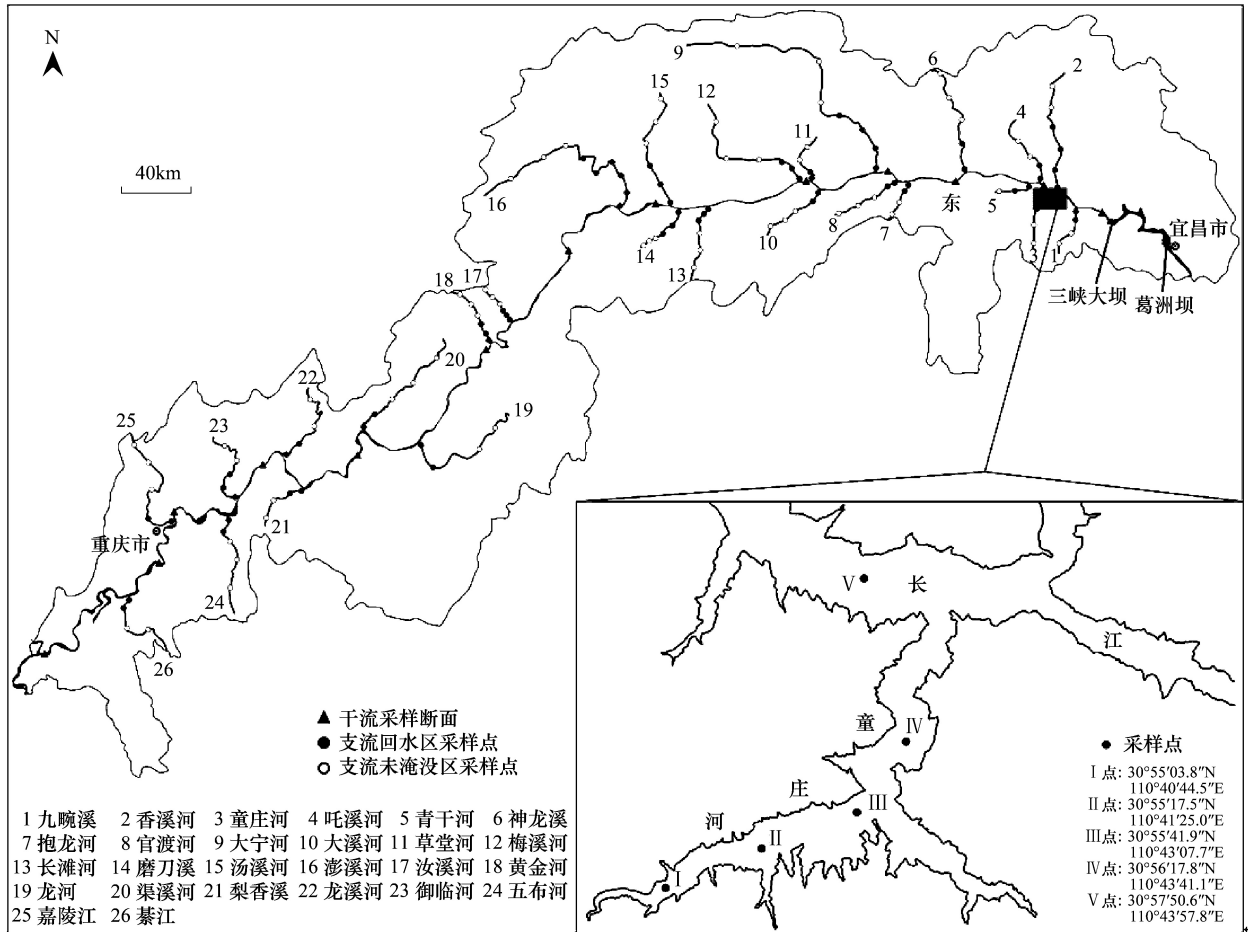 N
40km
9
15
12
11
6
2
4
16
东
5
宜昌市
14
10
8
7
3
1
13
三峡大坝
葛洲坝
18
17
20
22
19
25
23
重庆市
21
24
26
▲ 干流采样断面
● 支流回水区采样点
○ 支流未淹没区采样点
1 九畹溪 2 香溪河 3 童庄河 4 吒溪河 5 青干河 6 神龙溪
7 抱龙河 8 官渡河 9 大宁河 10 大溪河 11 草堂河 12 梅溪河
13 长滩河 14 磨刀溪 15 汤溪河 16 澎溪河 17 汝溪河 18 黄金河
19 龙河 20 渠溪河 21 梨香溪 22 龙溪河 23 御临河 24 五布河
25 嘉陵江 26 綦江
Ⅴ
长
江
童
Ⅳ
庄
Ⅲ
河
Ⅱ
Ⅰ
● 采样点
Ⅰ点: 30°55′03.8″N
110°40′44.5″E
Ⅱ点: 30°55′17.5″N
110°41′25.0″E
Ⅲ点: 30°55′41.9″N
110°43′07.7″E
Ⅳ点: 30°56′17.8″N
110°43′41.1″E
Ⅴ点: 30°57′50.6″N
110°43′57.8″E